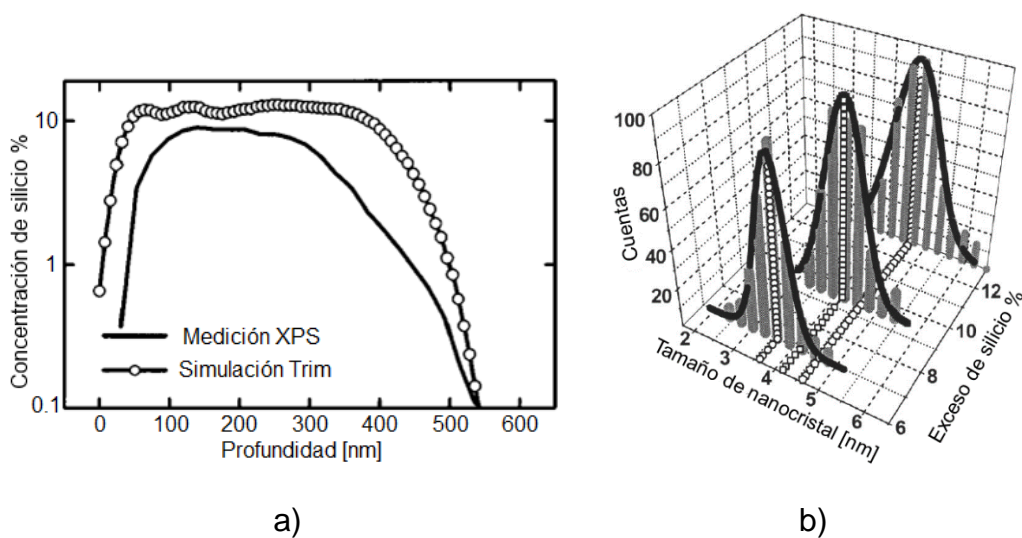 Concentración de silicio %
10
1
0.1
Medición XPS
Simulación Trim
0 100 200 300 400 500 600
Profundidad [nm]
a)
Cuentas
100
80
60
40
20
2 3 4 5 6
Tamaño de nanocristal [nm]
6 8 10 12
Exceso de silicio %
b)